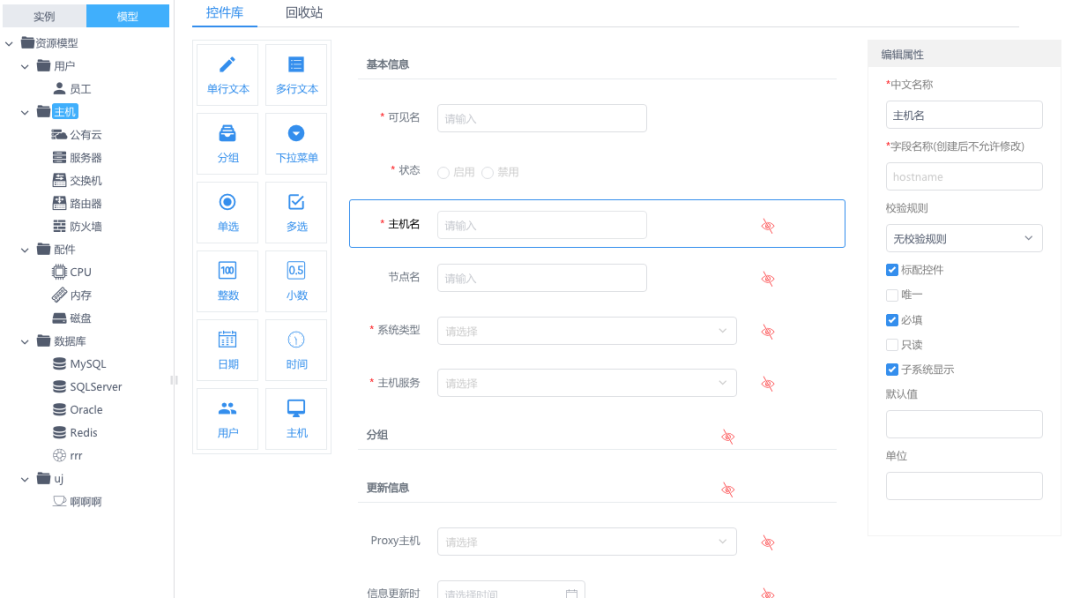 实例
模型
资源模型
用户
员工
主机
公有云
服务器
交换机
路由器
防火墙
配件
CPU
内存
磁盘
数据库
MySQL
SQLServer
Oracle
Redis
rrr
uj
啊啊啊
控件库
回收站
单行文本
多行文本
分组
下拉菜单
单选
多选
100
整数
0.5
小数
日期
时间
用户
主机
基本信息
* 可见名
请输入
* 状态
启用
禁用
* 主机名
请输入
节点名
请输入
* 系统类型
请选择
* 主机服务
请选择
分组
更新信息
Proxy主机
请选择
信息更新时
请选择时间
编辑属性
*中文名称
主机名
*字段名称(创建后不允许修改)
hostname
校验规则
无校验规则
标配控件
唯一
必填
只读
子系统显示
默认值
单位